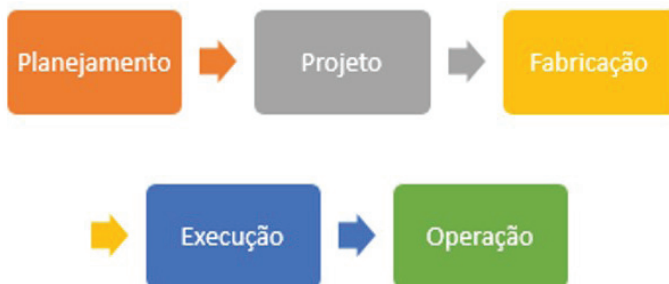 Planejamento
Projeto
Fabricação
Execução
Operação